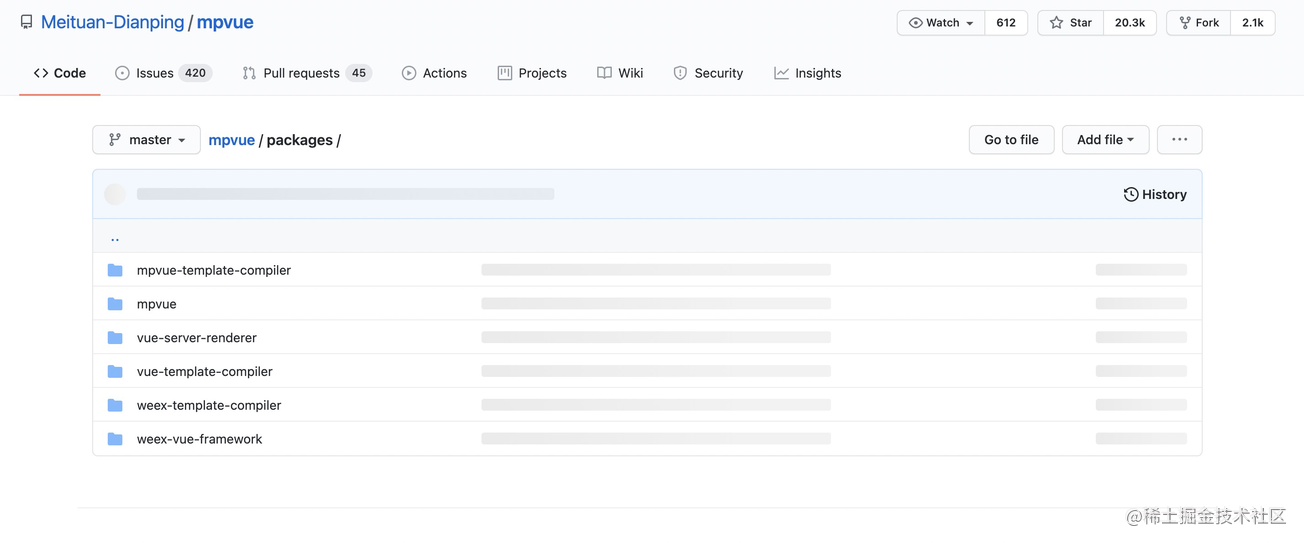 Meituan-Dianping / mpvue
Watch 612 Star 20.3k Fork 2.1k
Code Issues 420 Pull requests 45 Actions Projects Wiki Security Insights
master mpvue / packages / Go to file Add file ...
History
..
mpvue-template-compiler
mpvue
vue-server-renderer
vue-template-compiler
weex-template-compiler
weex-vue-framework
@稀土掘金技术社区